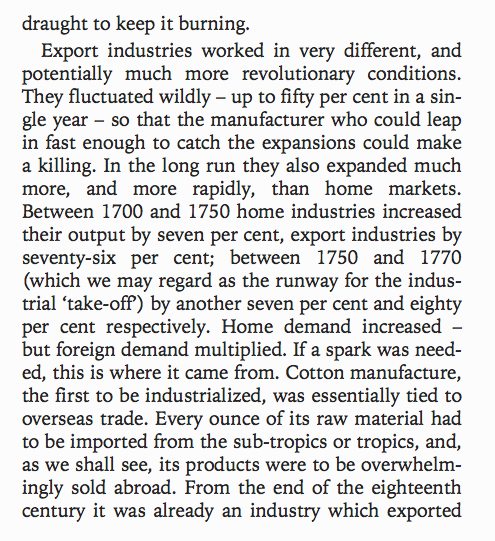 draught to keep it burning.
Export industries worked in very different, and
potentially much more revolutionary conditions.
They fluctuated wildly – up to fifty per cent in a sin-
gle year – so that the manufacturer who could leap
in fast enough to catch the expansions could make
a killing. In the long run they also expanded much
more, and more rapidly, than home markets.
Between 1700 and 1750 home industries increased
their output by seven per cent, export industries by
seventy-six per cent; between 1750 and 1770
(which we may regard as the runway for the indus-
trial ‘take-off’) by another seven per cent and eighty
per cent respectively. Home demand increased –
but foreign demand multiplied. If a spark was need-
ed, this is where it came from. Cotton manufacture,
the first to be industrialized, was essentially tied to
overseas trade. Every ounce of its raw material had
to be imported from the sub-tropics or tropics, and,
as we shall see, its products were to be overwhelm-
ingly sold abroad. From the end of the eighteenth
century it was already an industry which exported